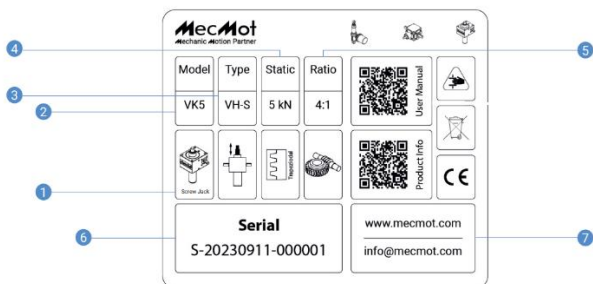 MecMot
Mechanic Motion Partner
4
5
Model Type Static Ratio
3
2
VK5 VH-S 5 kN 4:1
User Manual
Screw Jack
Trapezoidal
Product Info
CE
1
Serial
S-20230911-000001
6
www.mecmot.com
info@mecmot.com
7